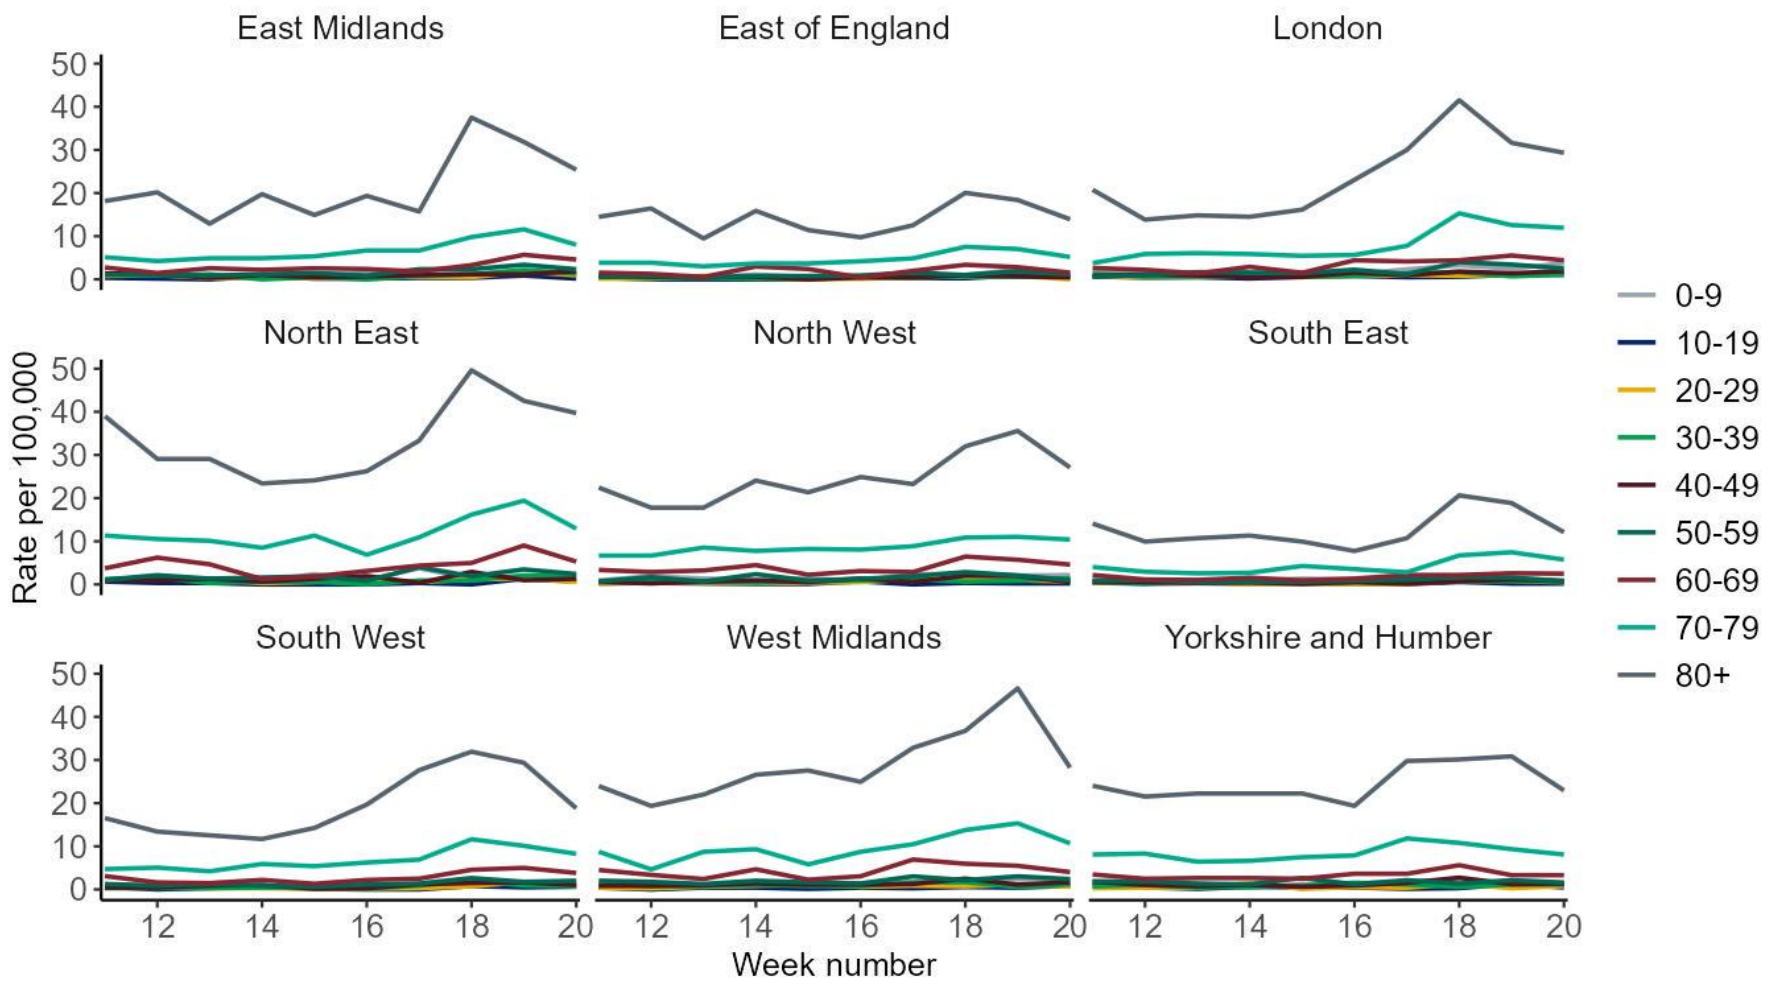 East Midlands
East of England
London
50
40
30
20
10
0
North East
North West
South East
50
40
30
20
10
0
South West
West Midlands
Yorkshire and Humber
50
40
30
20
10
0
12 14 16 18 20
12 14 16 18 20
12 14 16 18 20
Week number
Rate per 100,000
0-9
10-19
20-29
30-39
40-49
50-59
60-69
70-79
80+